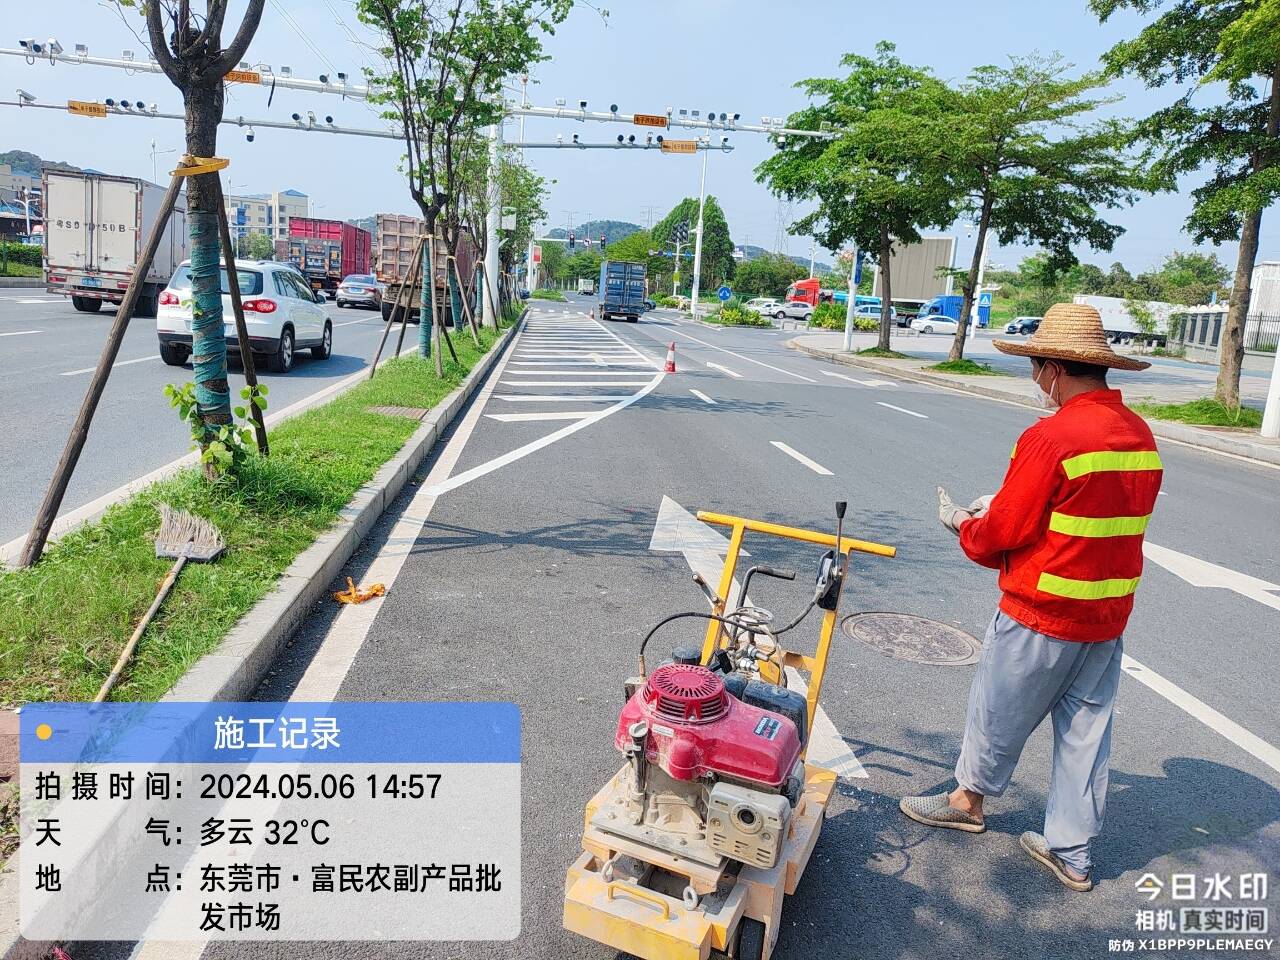 施工记录
拍摄时间：2024.05.06 14:57
天气：多云 32℃
地点：东莞市·富民农副产品批
发市场
今日水印
相机 真实时间
防伪 X1BPP9PLEMAEGY